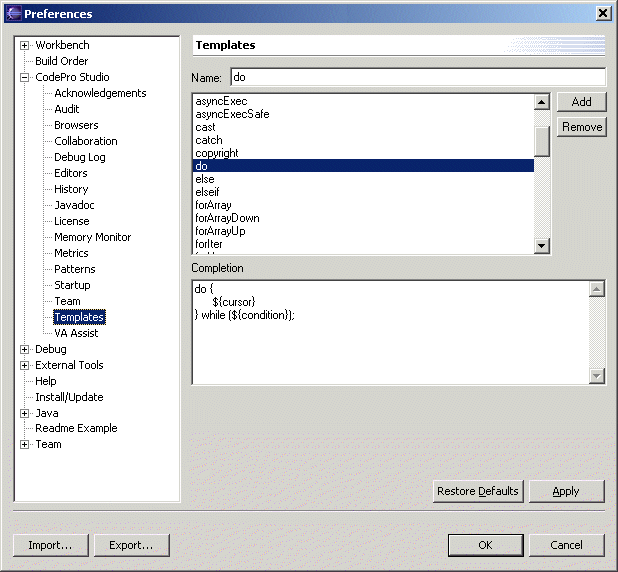 Preferences
Workbench
Build Order
CodePro Studio
Acknowledgements
Audit
Browsers
Collaboration
Debug Log
Editors
History
Javadoc
License
Memory Monitor
Metrics
Patterns
Startup
Team
Templates
VA Assist
Debug
External Tools
Help
Install/Update
Java
Readme Example
Team
Templates
Name: do
asyncExec
asyncExecSafe
cast
catch
copyright
do
else
elseif
forArray
forArrayDown
forArrayUp
forIter
Add
Remove
Completion
do {
${cursor}
} while (${condition});
Restore Defaults
Apply
Import...
Export...
OK
Cancel